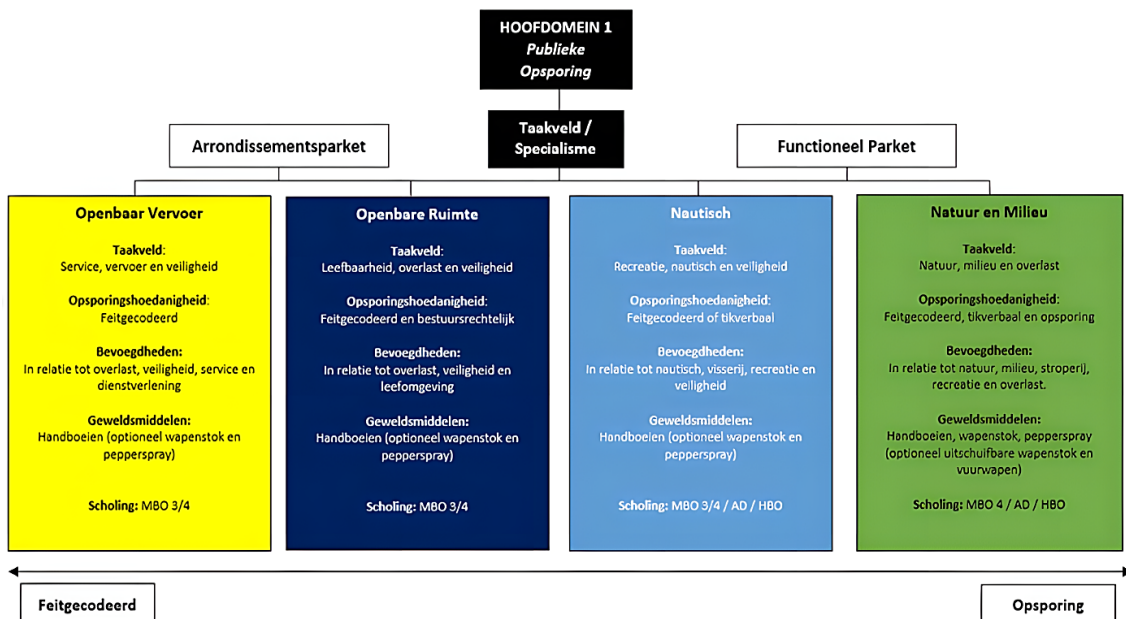 HOOFDOMEIN 1
Publieke
Opsporing
Taakveld /
Specialisme
Arrondissementsparket
Functioneel Parket
Openbaar Vervoer
Taakveld:
Service, vervoer en veiligheid
Opsporingshoedanigheid:
Feitgecodeerd
Bevoegdheden:
In relatie tot overlast, veiligheid, service en
dienstverlening
Geweldsmiddelen:
Handboeien (optioneel wapenstok en
pepperspray)
Scholing: MBO 3/4
Openbare Ruimte
Taakveld:
Leefbaarheid, overlast en veiligheid
Opsporingshoedanigheid:
Feitgecodeerd en bestuursrechtelijk
Bevoegdheden:
In relatie tot overlast, veiligheid en
leefomgeving
Geweldsmiddelen:
Handboeien (optioneel wapenstok en
pepperspray)
Scholing: MBO 3/4
Nautisch
Taakveld:
Recreatie, nautisch en veiligheid
Opsporingshoedanigheid:
Feitgecodeerd of tikverbaal
Bevoegdheden:
In relatie tot nautisch, visserij, recreatie en
veiligheid
Geweldsmiddelen:
Handboeien (optioneel wapenstok en
pepperspray)
Scholing: MBO 3/4 / AD / HBO
Natuur en Milieu
Taakveld:
Natuur, milieu en overlast
Opsporingshoedanigheid:
Feitgecodeerd, tikverbaal en opsporing
Bevoegdheden:
In relatie tot natuur, milieu, stroperij,
recreatie en overlast.
Geweldsmiddelen:
Handboeien, wapenstok, pepperspray
(optioneel uitschuifbare wapenstok en
vuurwapen)
Scholing: MBO 4 / AD / HBO
Feitgecodeerd
Opsporing